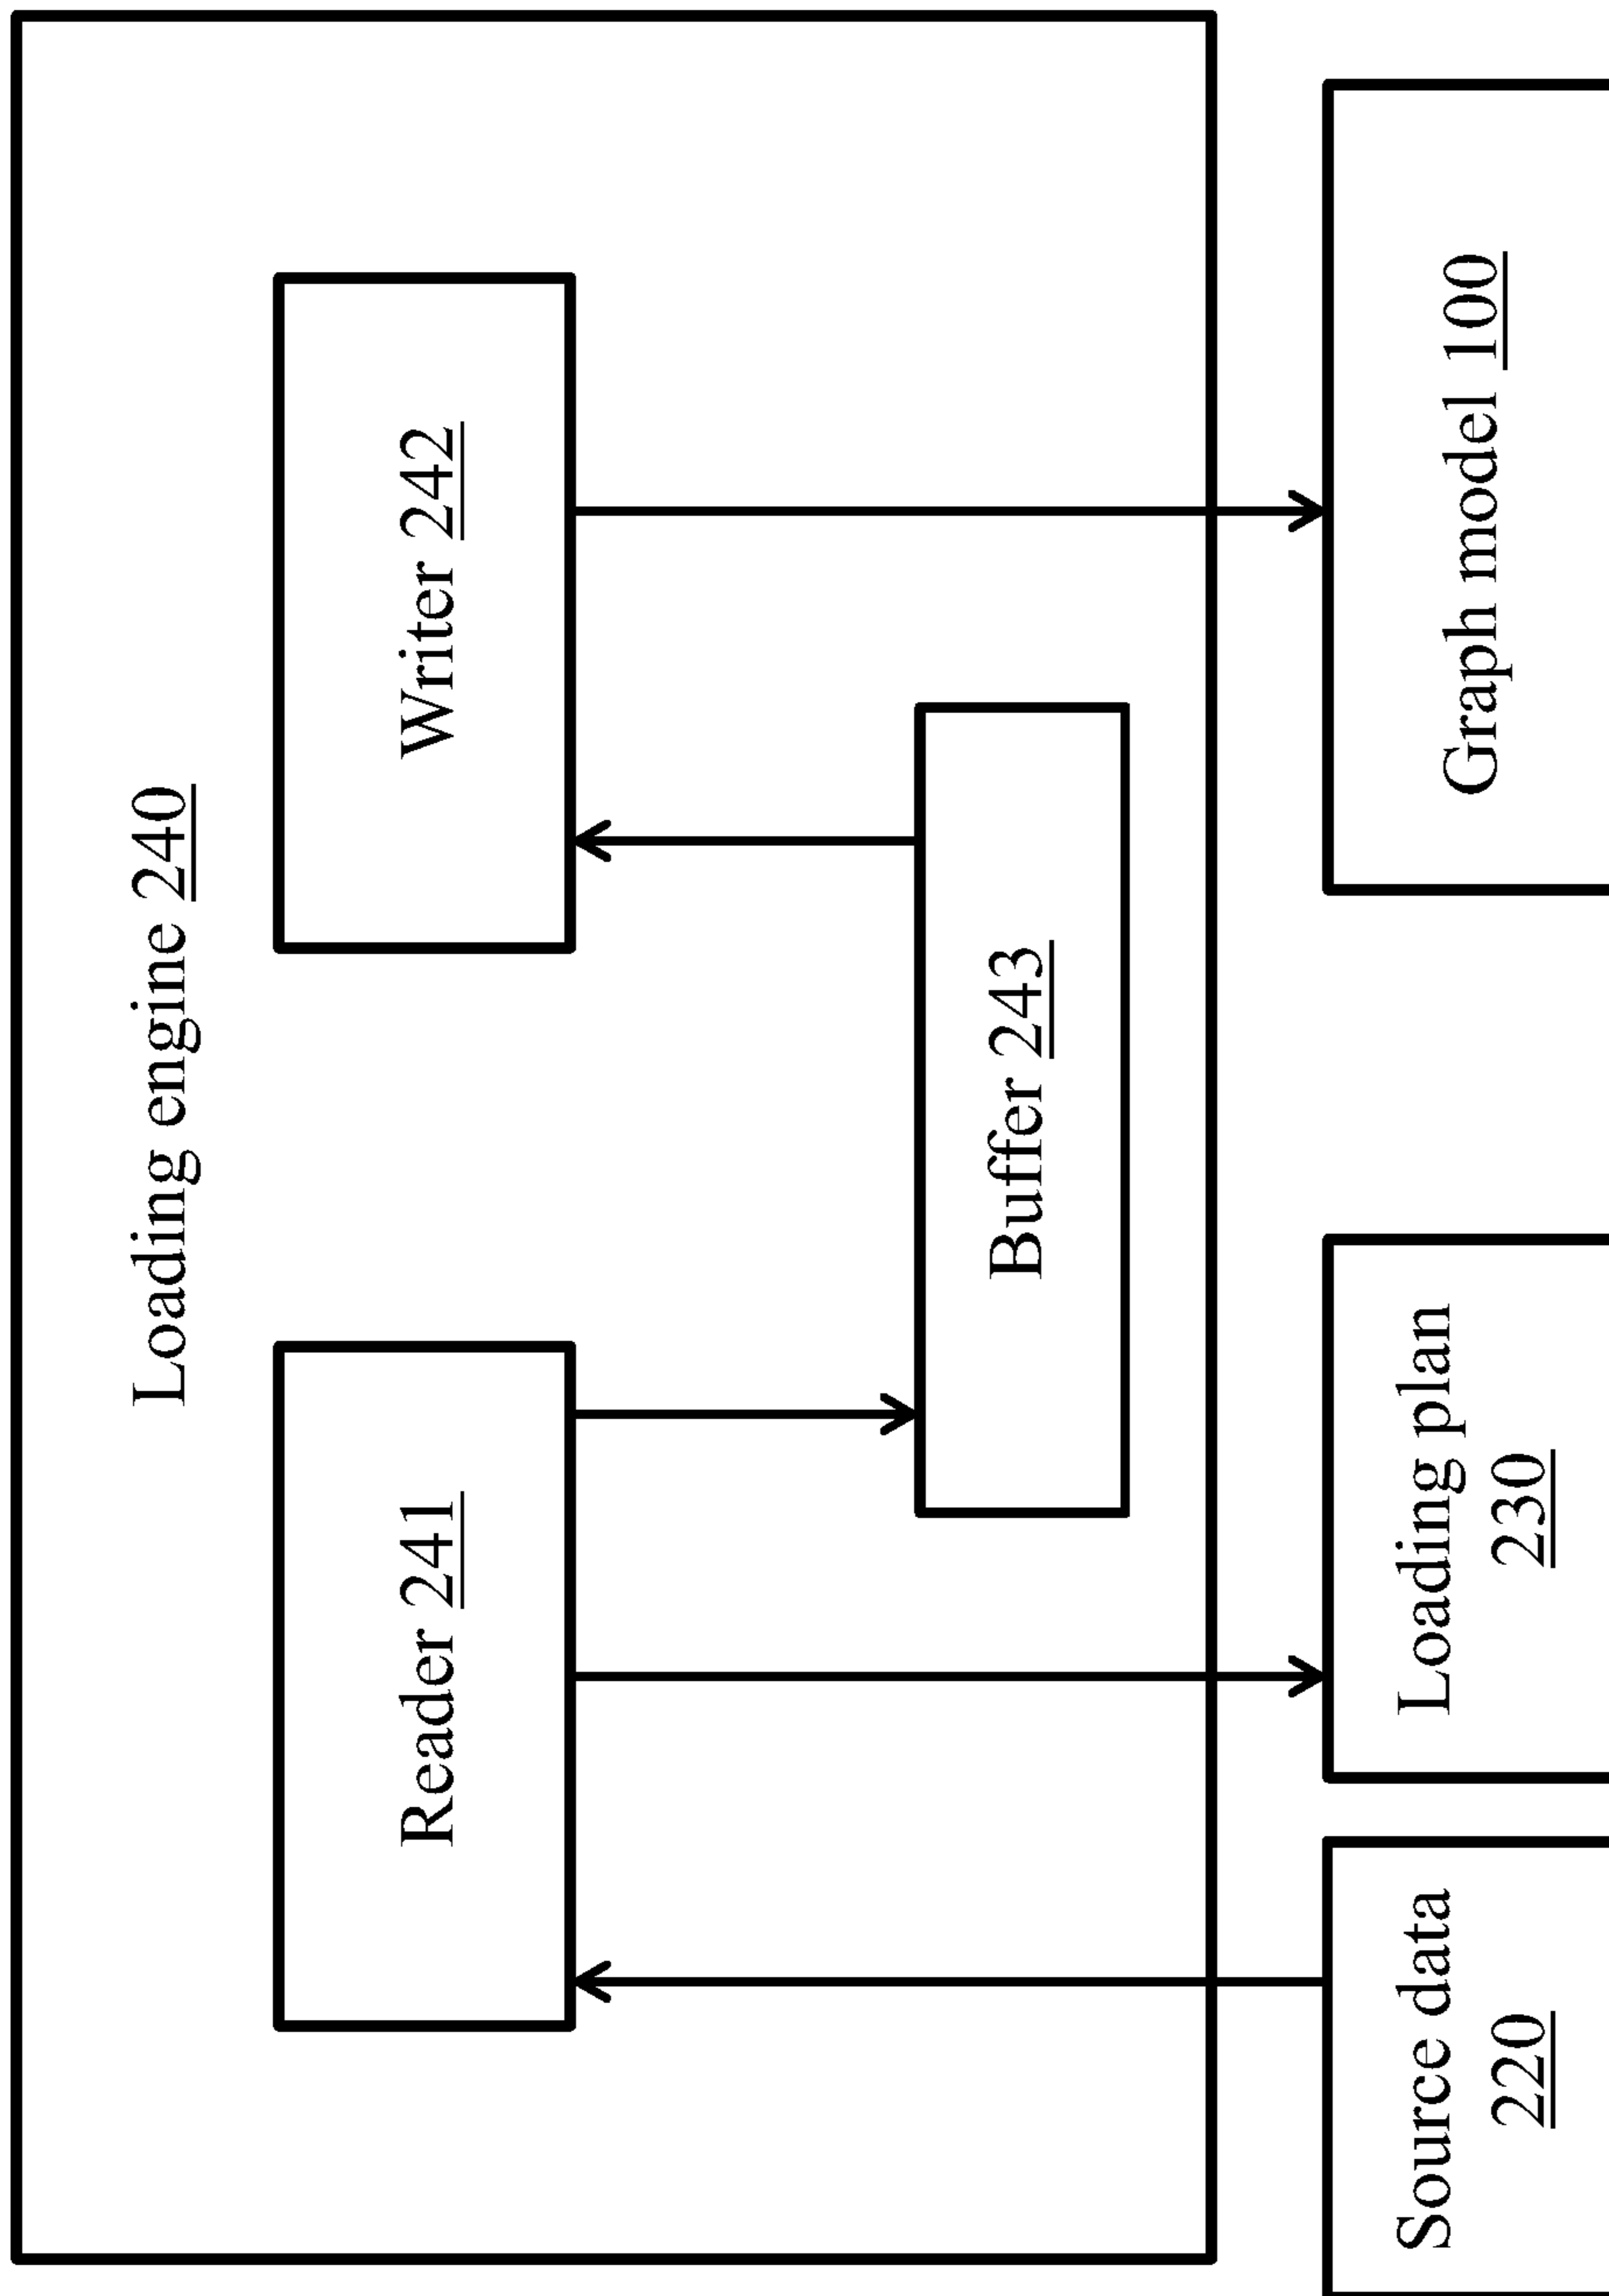 Loading engine 240
Reader 241
Writer 242
Buffer 243
Source data
220
Loading plan
230
Graph model 100